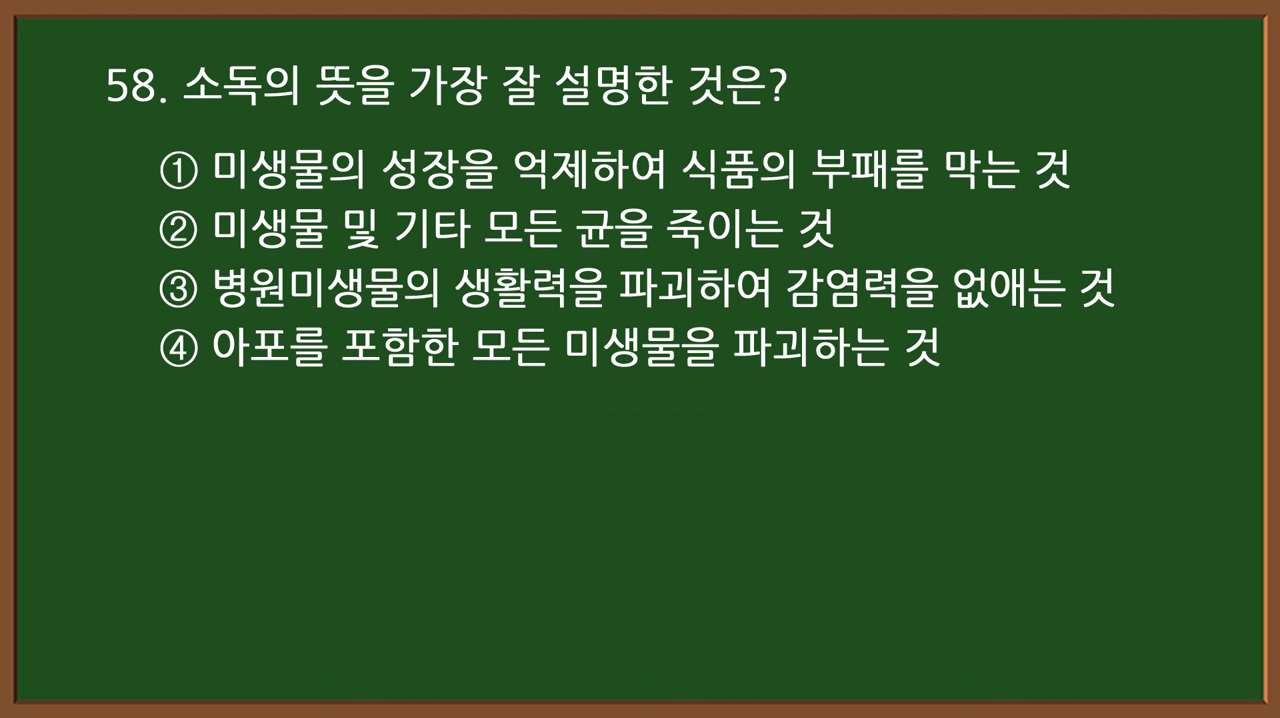 58. 소독의 뜻을 가장 잘 설명한 것은?
① 미생물의 성장을 억제하여 식품의 부패를 막는 것
② 미생물 및 기타 모든 균을 죽이는 것
③ 병원미생물의 생활력을 파괴하여 감염력을 없애는 것
④ 아포를 포함한 모든 미생물을 파괴하는 것